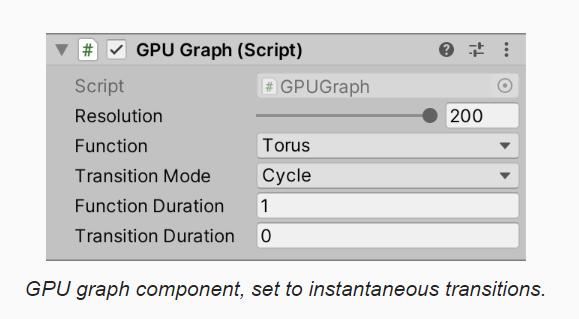 GPU Graph (Script)
Script # GPUGraph
Resolution 200
Function Torus
Transition Mode Cycle
Function Duration 1
Transition Duration 0
GPU graph component, set to instantaneous transitions.